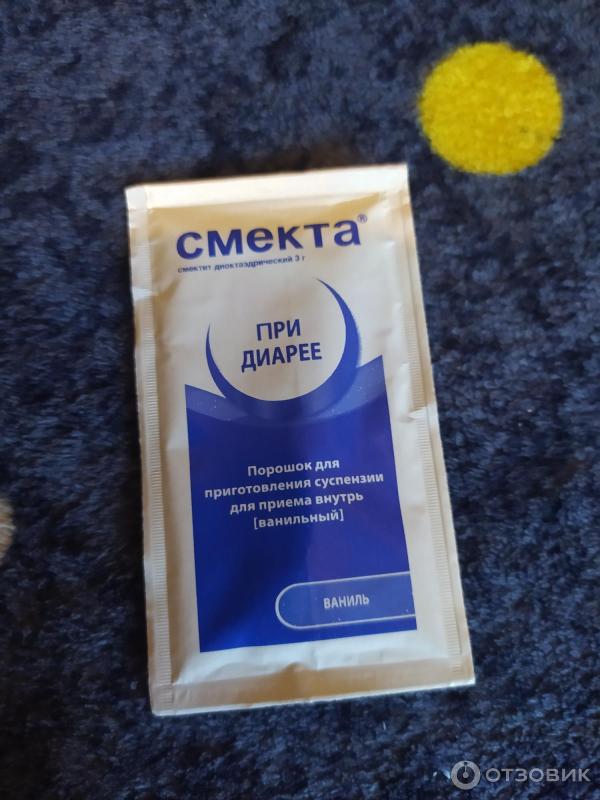 смекта®
смектит диоктаэдрический 3 г
ПРИ
ДИАРЕЕ
Порошок для
приготовления суспензии
для приема внутрь
[ванильный]
ВАНИЛЬ
ОТЗОВИК